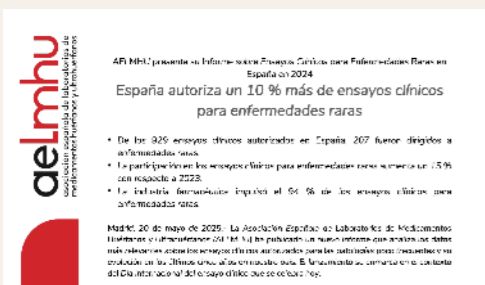 aeLmhu
asociación española de laboratorios de
medicamentos huérfanos y ultrahuérfanos
AELMHU presenta su Informe sobre Ensayos Clínicos para Enfermedades Raras en
España en 2024
España autoriza un 10 % más de ensayos clínicos
para enfermedades raras
• De los 929 ensayos clínicos autorizados en España, 207 fueron dirigidos a
enfermedades raras.
• La participación en los ensayos clínicos para enfermedades raras aumenta un 15 %
con respecto a 2023.
• La industria farmacéutica impulsó el 94 % de los ensayos clínicos para
enfermedades raras.
Madrid, 20 de mayo de 2025.- La Asociación Española de Laboratorios de Medicamentos
Huérfanos y Ultrahuérfanos (AELMHU) ha publicado un nuevo informe que analiza los datos
más relevantes sobre los ensayos clínicos autorizados para las patologías poco frecuentes y su
evolución en los últimos cinco años en nuestro país. El lanzamiento se enmarca en el contexto
del Día internacional del ensayo clínico que se celebra hoy.